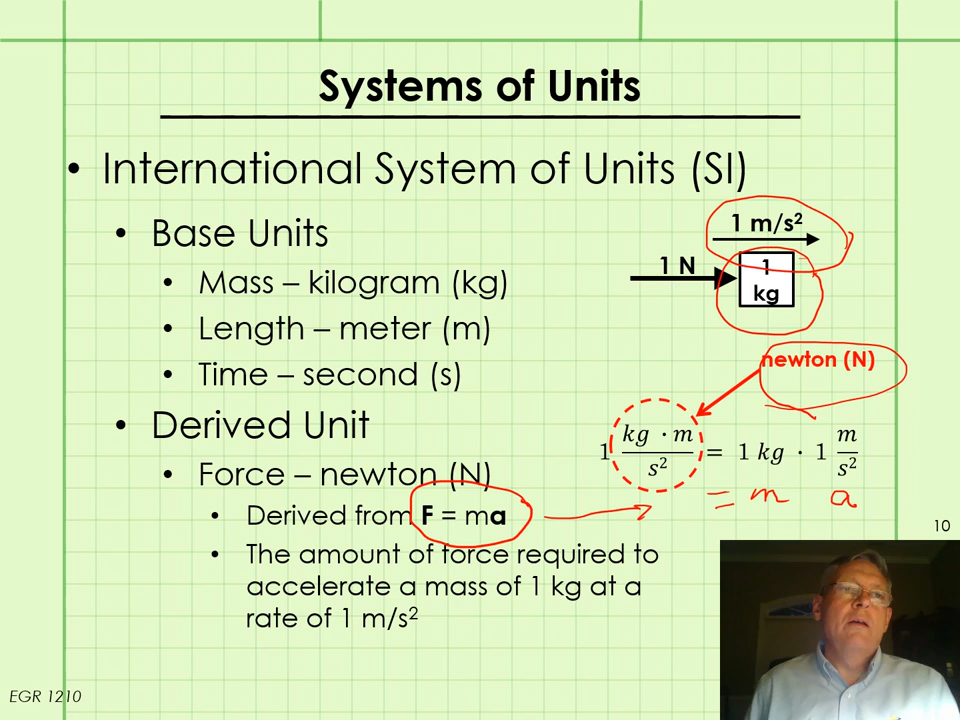 Systems of Units
• International System of Units (SI)
• Base Units
• Mass – kilogram (kg)
• Length – meter (m)
• Time – second (s)
• Derived Unit
• Force – newton (N)
• Derived from F = ma
• The amount of force required to
accelerate a mass of 1 kg at a
rate of 1 m/s²
1 m/s²
1 N
1
kg
newton (N)
1 kg · m / s² = 1 kg · 1 m / s²
= m a
10
EGR 1210